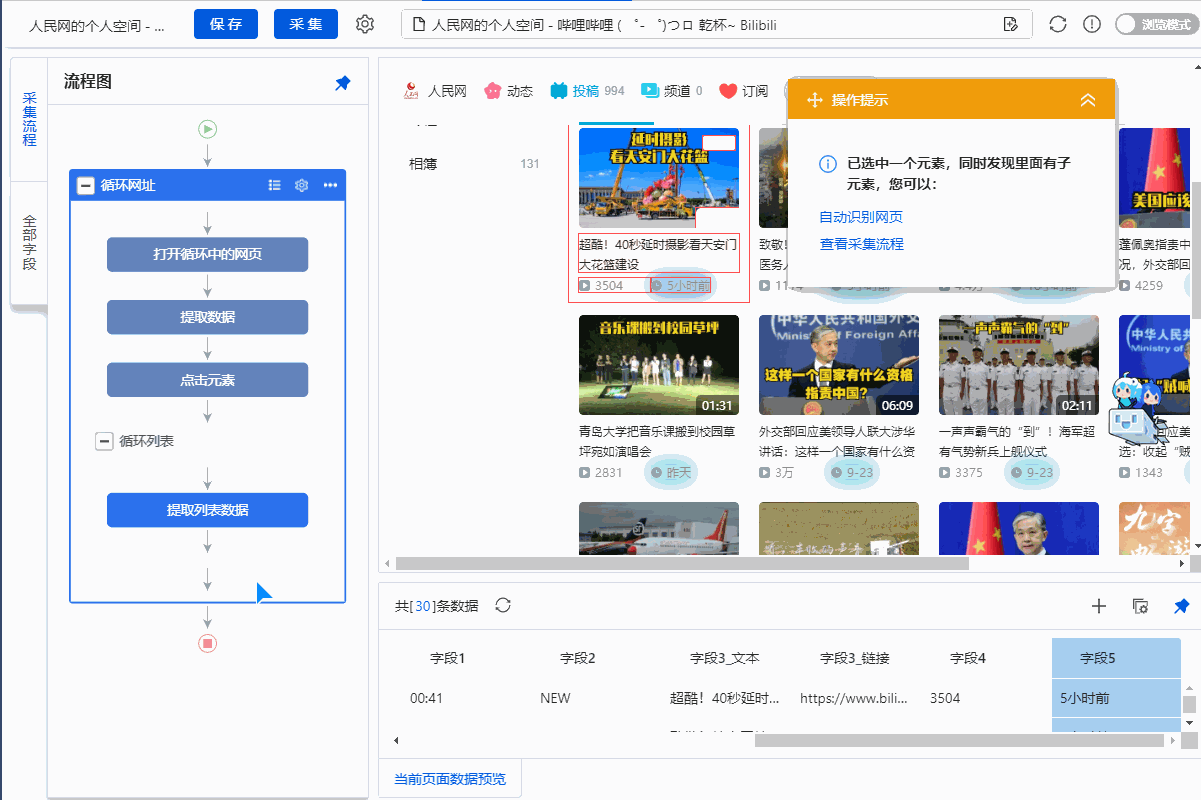 人民网的个人空间 - ...
保存
采集
人民网的个人空间 - 哔哩哔哩 ( ゜- ゜)つロ 乾杯~ Bilibili
浏览模式
采集流程
全部字段
流程图
循环网址
打开循环中的网页
提取数据
点击元素
循环列表
提取列表数据
人民网
动态
投稿 994
频道 0
订阅
相簿 131
操作提示
已选中一个元素，同时发现里面有子
元素，您可以：
自动识别网页
查看采集流程
延时摄影
看天安门大花篮
超酷！40秒延时摄影看天安门
大花篮建设
3504
5小时前
致敬！
医务人
美国应该
蓬佩奥指责中
况，外交部回
4259
音乐课搬到校园草坪
01:31
青岛大学把音乐课搬到校园草
坪宛如演唱会
2831
昨天
中华人民共和国外交
Ministry of Foreign Affa
这样一个国家有什么资格
指责中国？
06:09
外交部回应美领导人联大涉华
讲话：这样一个国家有什么资
3万
9-23
一声声霸气的“到”
02:11
一声声霸气的“到”！海军超
有气势新兵上舰仪式
3375
9-23
中华人民
Ministry of
回应美
选：收起“贼
1343
九字
共[30]条数据
字段1 字段2 字段3_文本 字段3_链接 字段4 字段5
00:41 NEW 超酷！40秒延时... https://www.bili... 3504 5小时前
当前页面数据预览